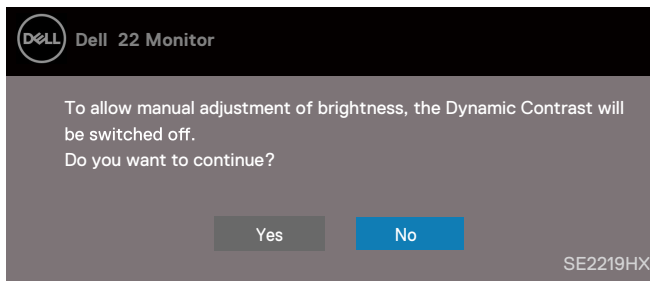 DELL
Dell 22 Monitor
To allow manual adjustment of brightness, the Dynamic Contrast will
be switched off.
Do you want to continue?
Yes
No
SE2219HX